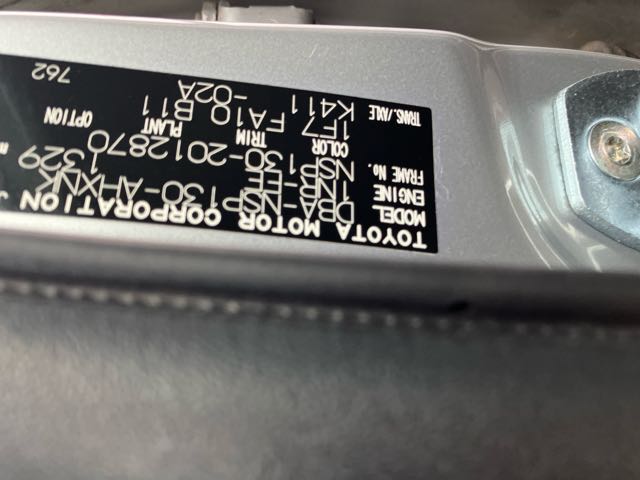 TOYOTA MOTOR CORPORATION J
MODEL DBA-NSP130-AHXNK
ENGINE 1NR-FE 1329
FRAME No. NSP130-2012870
COLOR TRIM PLANT OPTION
1F7 FA10 B11
-02A
TRANS./AXLE K411
762